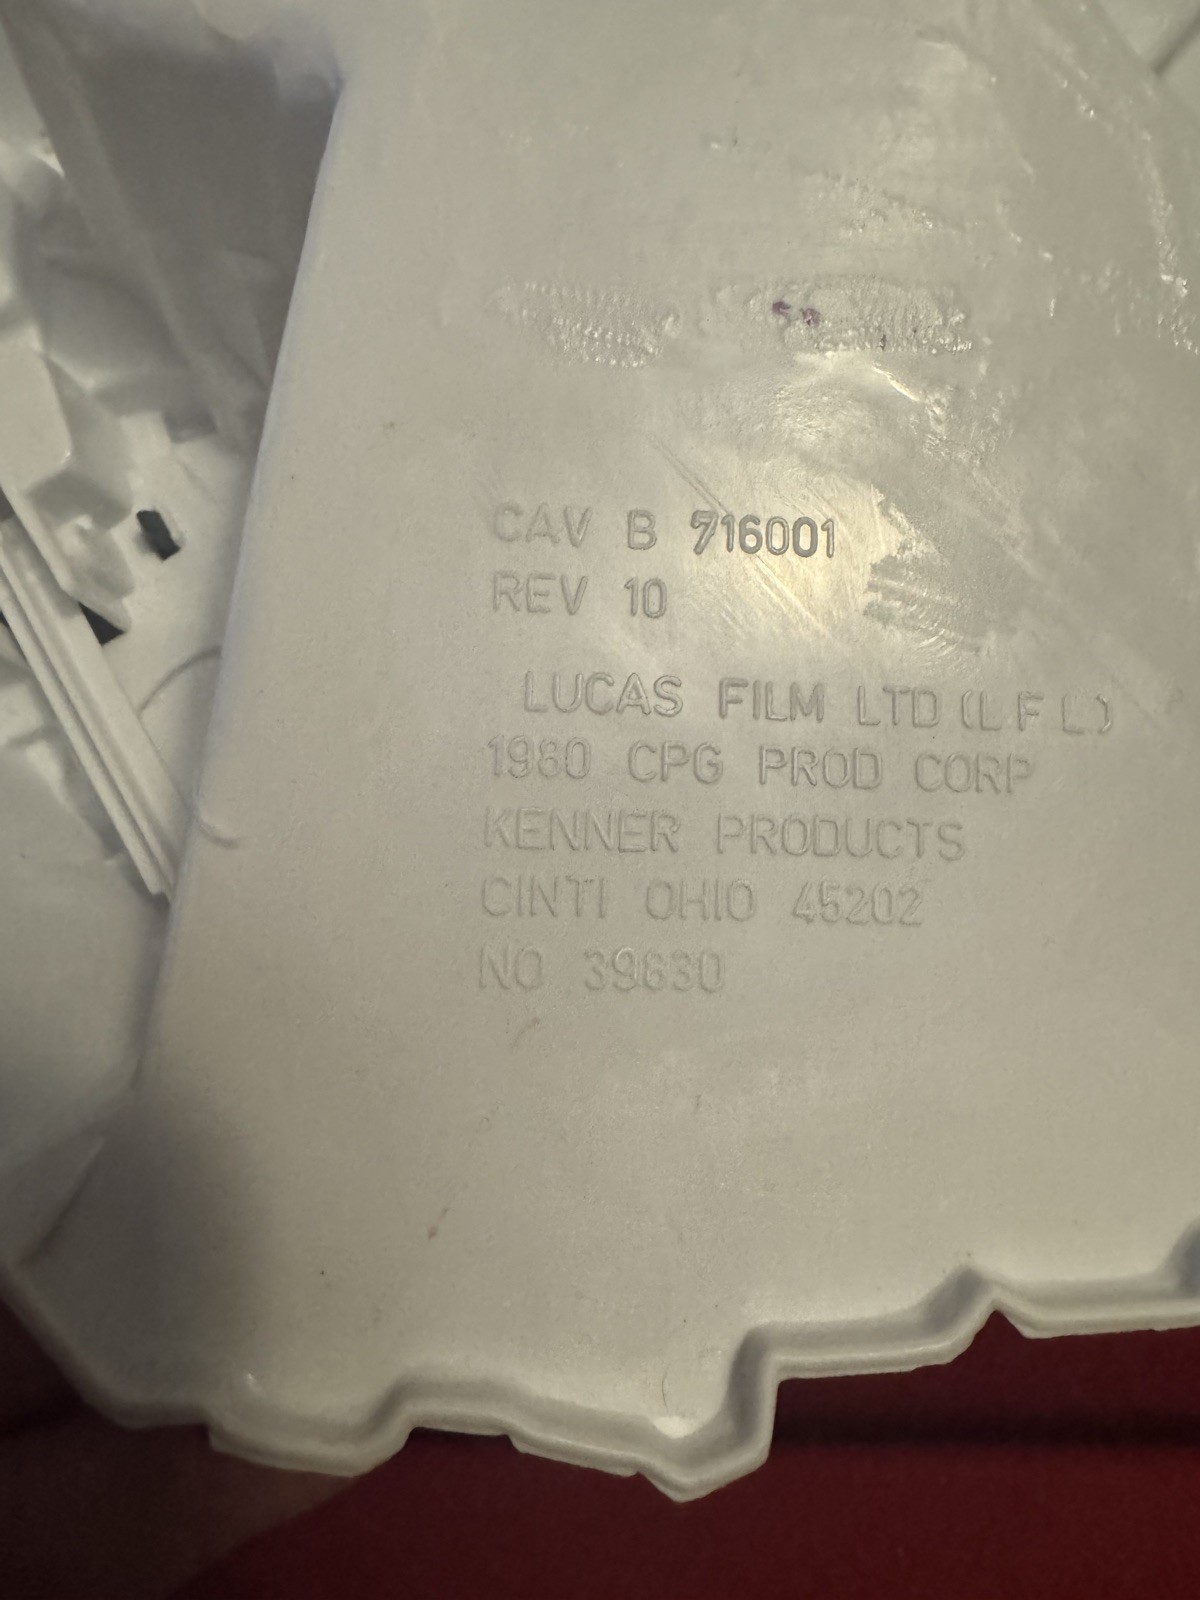 CAV B 716001
REV 10
LUCAS FILM LTD (L F L)
1980 CPG PROD CORP
KENNER PRODUCTS
CINTI OHIO 45202
NO 39630